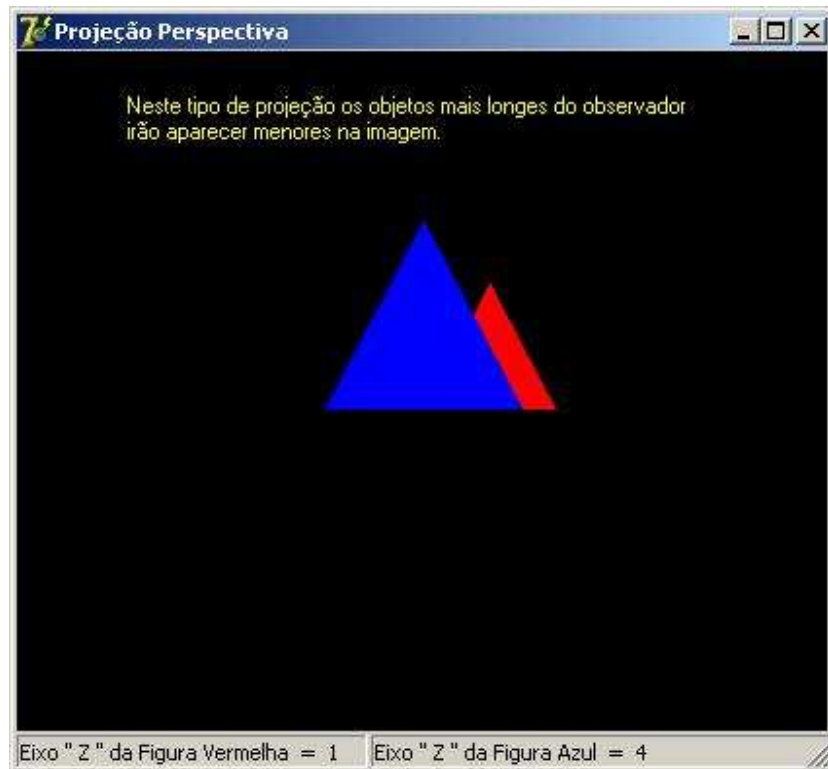 Projeção Perspectiva
Neste tipo de projeção os objetos mais longes do observador
irão aparecer menores na imagem.
Eixo " Z " da Figura Vermelha = 1
Eixo " Z " da Figura Azul = 4